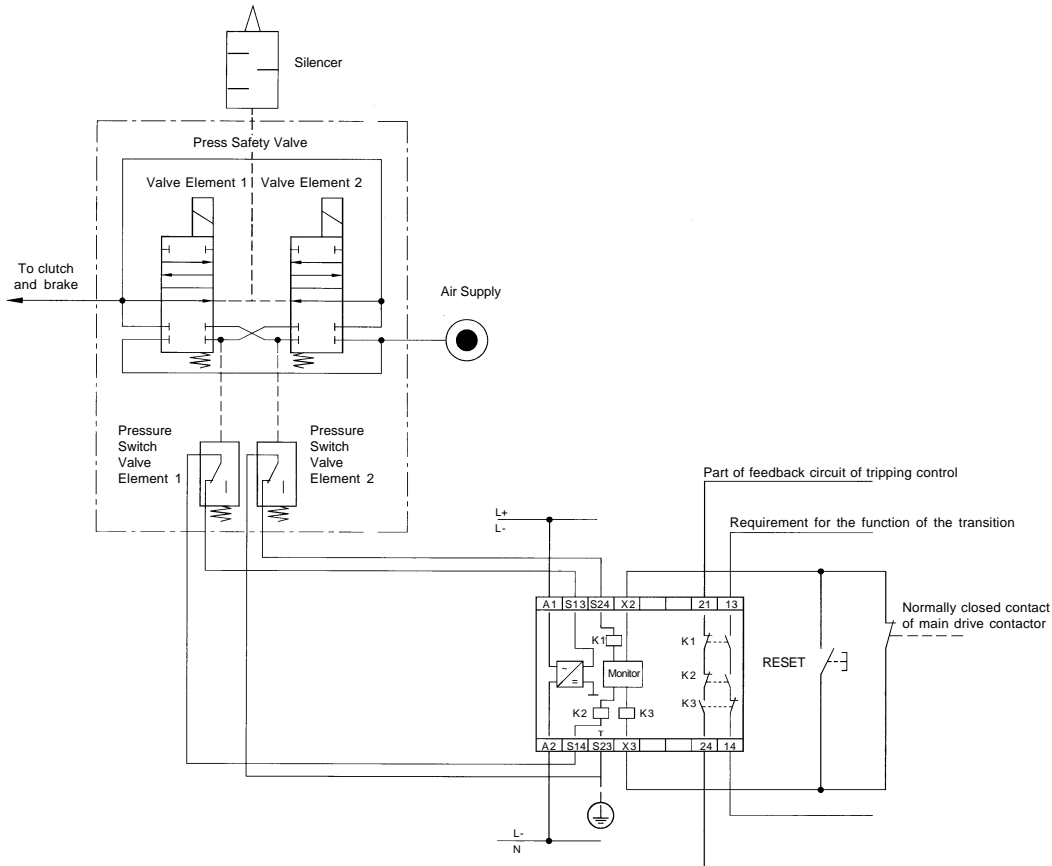 Silencer
Press Safety Valve
Valve Element 1
Valve Element 2
To clutch
and brake
Air Supply
Pressure
Switch
Valve
Element 1
Pressure
Switch
Valve
Element 2
Part of feedback circuit of tripping control
L+
L-
Requirement for the function of the transition
A1 S13 S24 X2 21 13
Normally closed contact
of main drive contactor
K1
K1
RESET
~
=
Monitor
K2
K2
K3
K3
A2 S14 S23 X3 24 14
L-
N